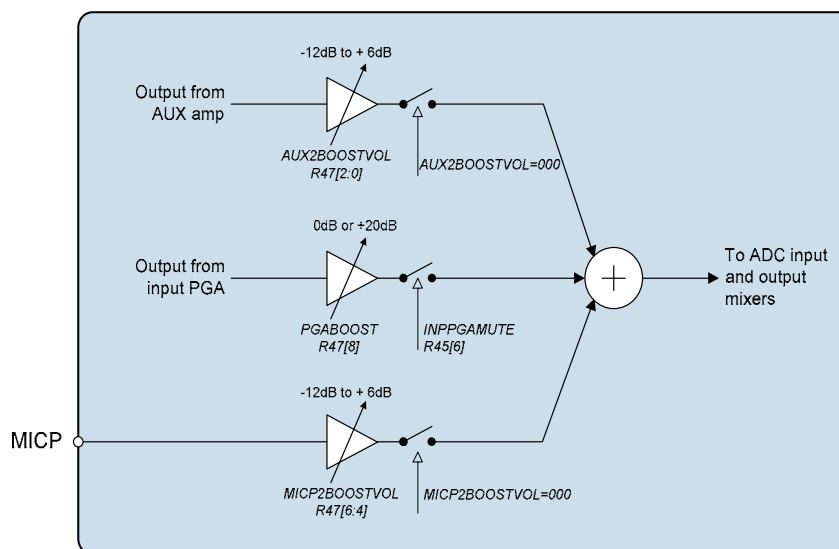 -12dB to + 6dB
Output from
AUX amp
AUX2BOOSTVOL
R47[2:0]
AUX2BOOSTVOL=000
0dB or +20dB
Output from
input PGA
PGABOOST
R47[8]
INPPGAMUTE
R45[6]
+
To ADC input
and output
mixers
-12dB to + 6dB
MICP
MICP2BOOSTVOL
R47[6:4]
MICP2BOOSTVOL=000